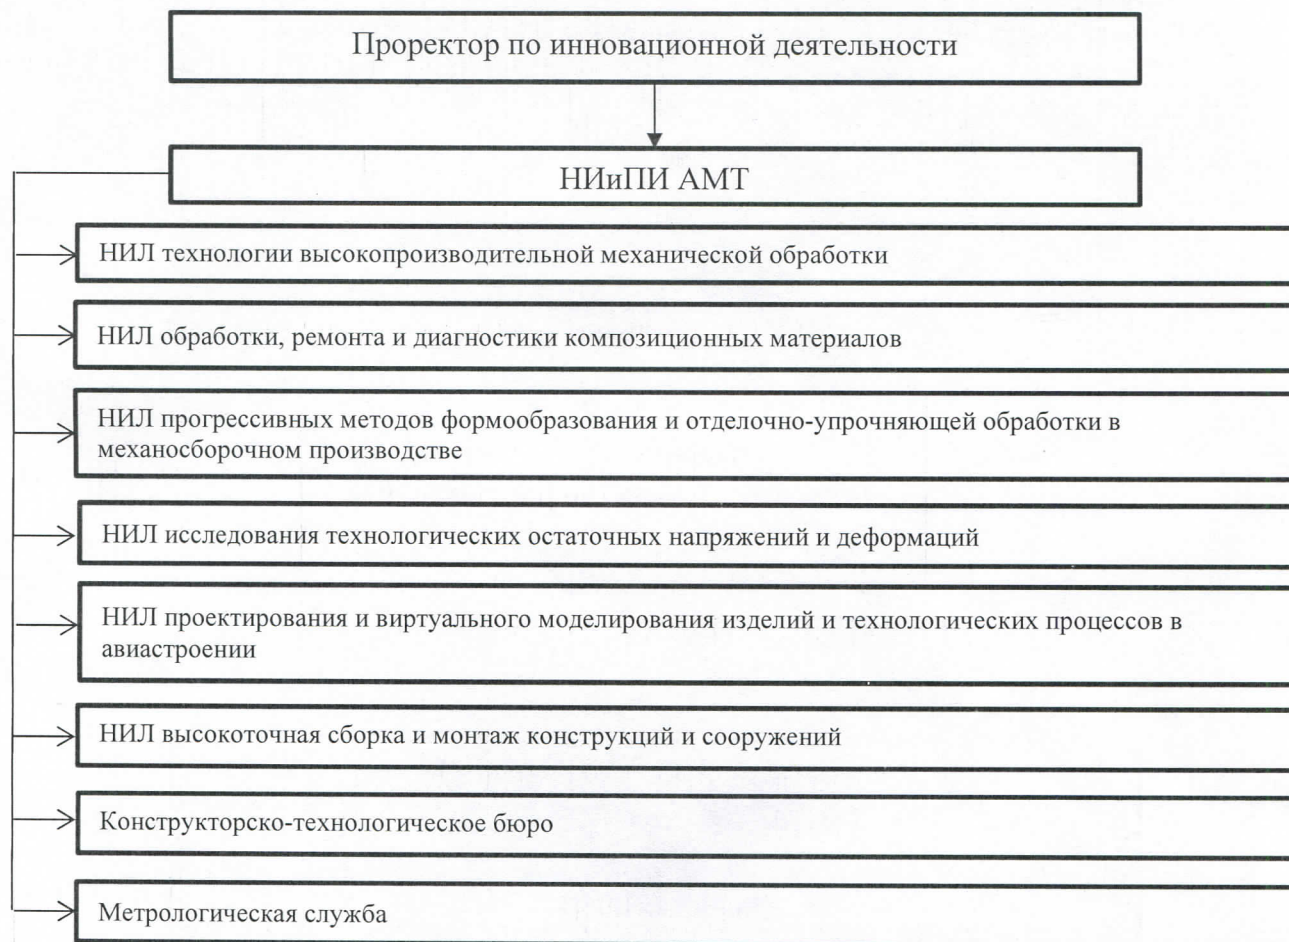 Проректор по инновационной деятельности
НИиПИ АМТ
НИЛ технологии высокопроизводительной механической обработки
НИЛ обработки, ремонта и диагностики композиционных материалов
НИЛ прогрессивных методов формообразования и отделочно-упрочняющей обработки в
механосборочном производстве
НИЛ исследования технологических остаточных напряжений и деформаций
НИЛ проектирования и виртуального моделирования изделий и технологических процессов в
авиастроении
НИЛ высокоточная сборка и монтаж конструкций и сооружений
Конструкторско-технологическое бюро
Метрологическая служба